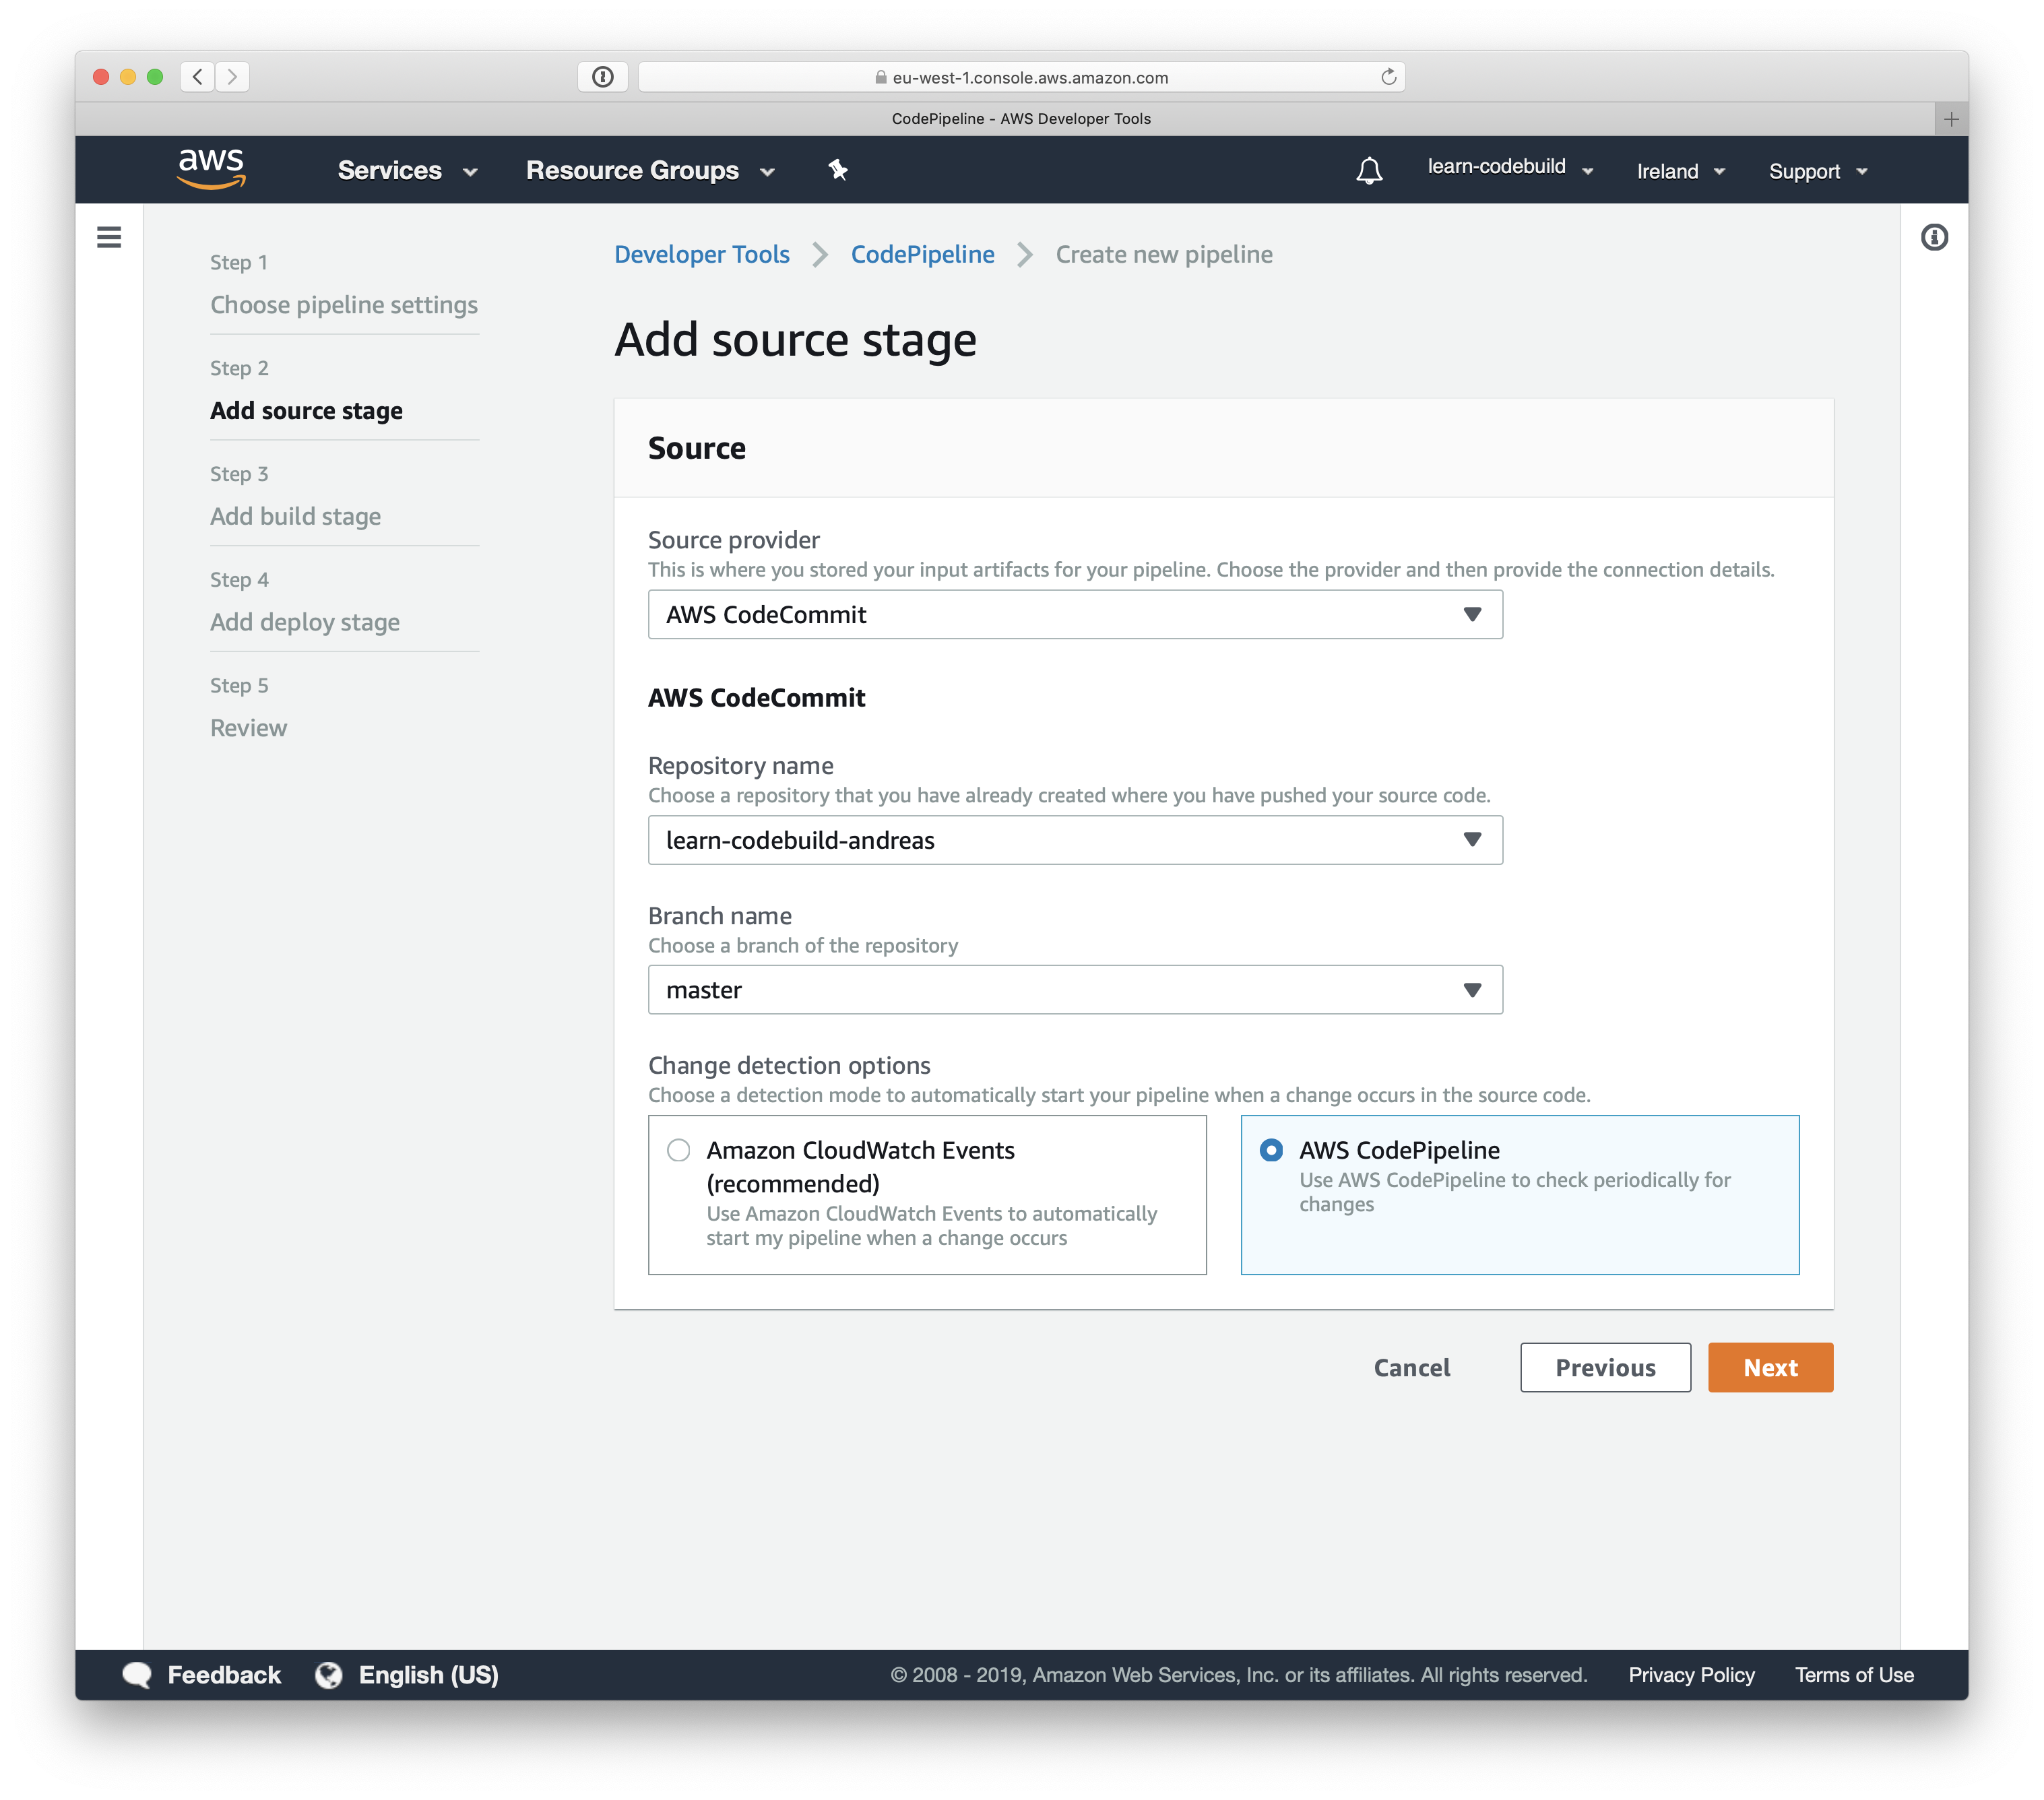 eu-west-1.console.aws.amazon.com
CodePipeline - AWS Developer Tools
aws
Services
Resource Groups
learn-codebuild
Ireland
Support
Step 1
Choose pipeline settings
Step 2
Add source stage
Step 3
Add build stage
Step 4
Add deploy stage
Step 5
Review
Developer Tools
CodePipeline
Create new pipeline
Add source stage
Source
Source provider
This is where you stored your input artifacts for your pipeline. Choose the provider and then provide the connection details.
AWS CodeCommit
AWS CodeCommit
Repository name
Choose a repository that you have already created where you have pushed your source code.
learn-codebuild-andreas
Branch name
Choose a branch of the repository
master
Change detection options
Choose a detection mode to automatically start your pipeline when a change occurs in the source code.
Amazon CloudWatch Events
(recommended)
Use Amazon CloudWatch Events to automatically
start my pipeline when a change occurs
AWS CodePipeline
Use AWS CodePipeline to check periodically for
changes
Cancel
Previous
Next
Feedback
English (US)
© 2008 - 2019, Amazon Web Services, Inc. or its affiliates. All rights reserved.
Privacy Policy
Terms of Use